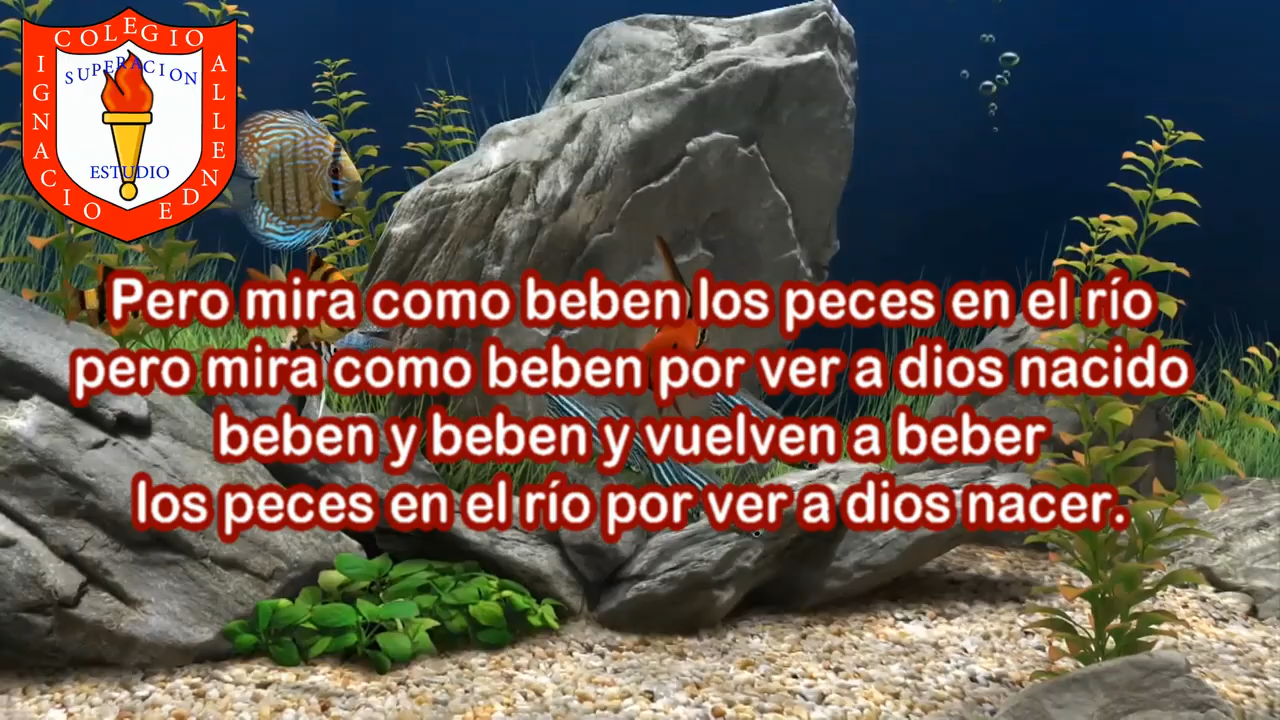 COLEGIO
IGNACIO ALLENDE
SUPERACION
ESTUDIO
Pero mira como beben los peces en el río
pero mira como beben por ver a dios nacido
beben y beben y vuelven a beber
los peces en el río por ver a dios nacer.